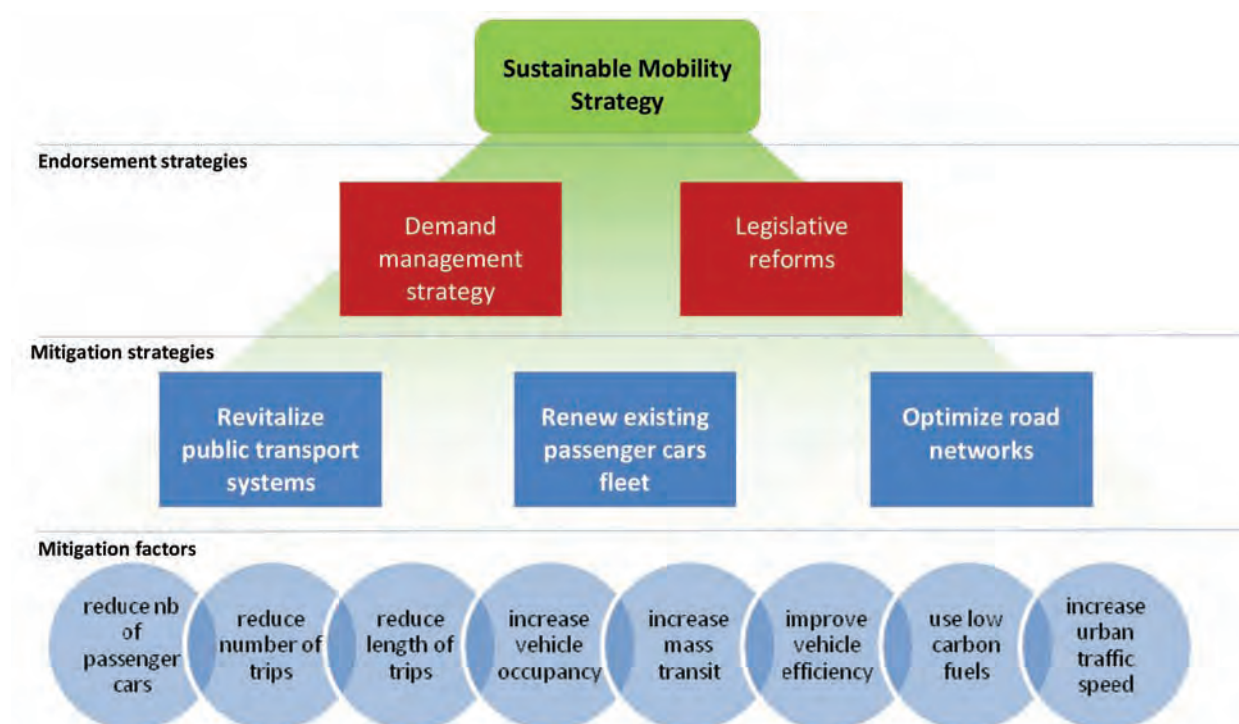 Sustainable Mobility
Strategy
Endorsement strategies
Demand
management
strategy
Legislative
reforms
Mitigation strategies
Revitalize
public transport
systems
Renew existing
passenger cars
fleet
Optimize road
networks
Mitigation factors
reduce nb
of
passenger
cars
reduce
number of
trips
reduce
length of
trips
increase
vehicle
occupancy
increase
mass
transit
improve
vehicle
efficiency
use low
carbon
fuels
increase
urban
traffic
speed